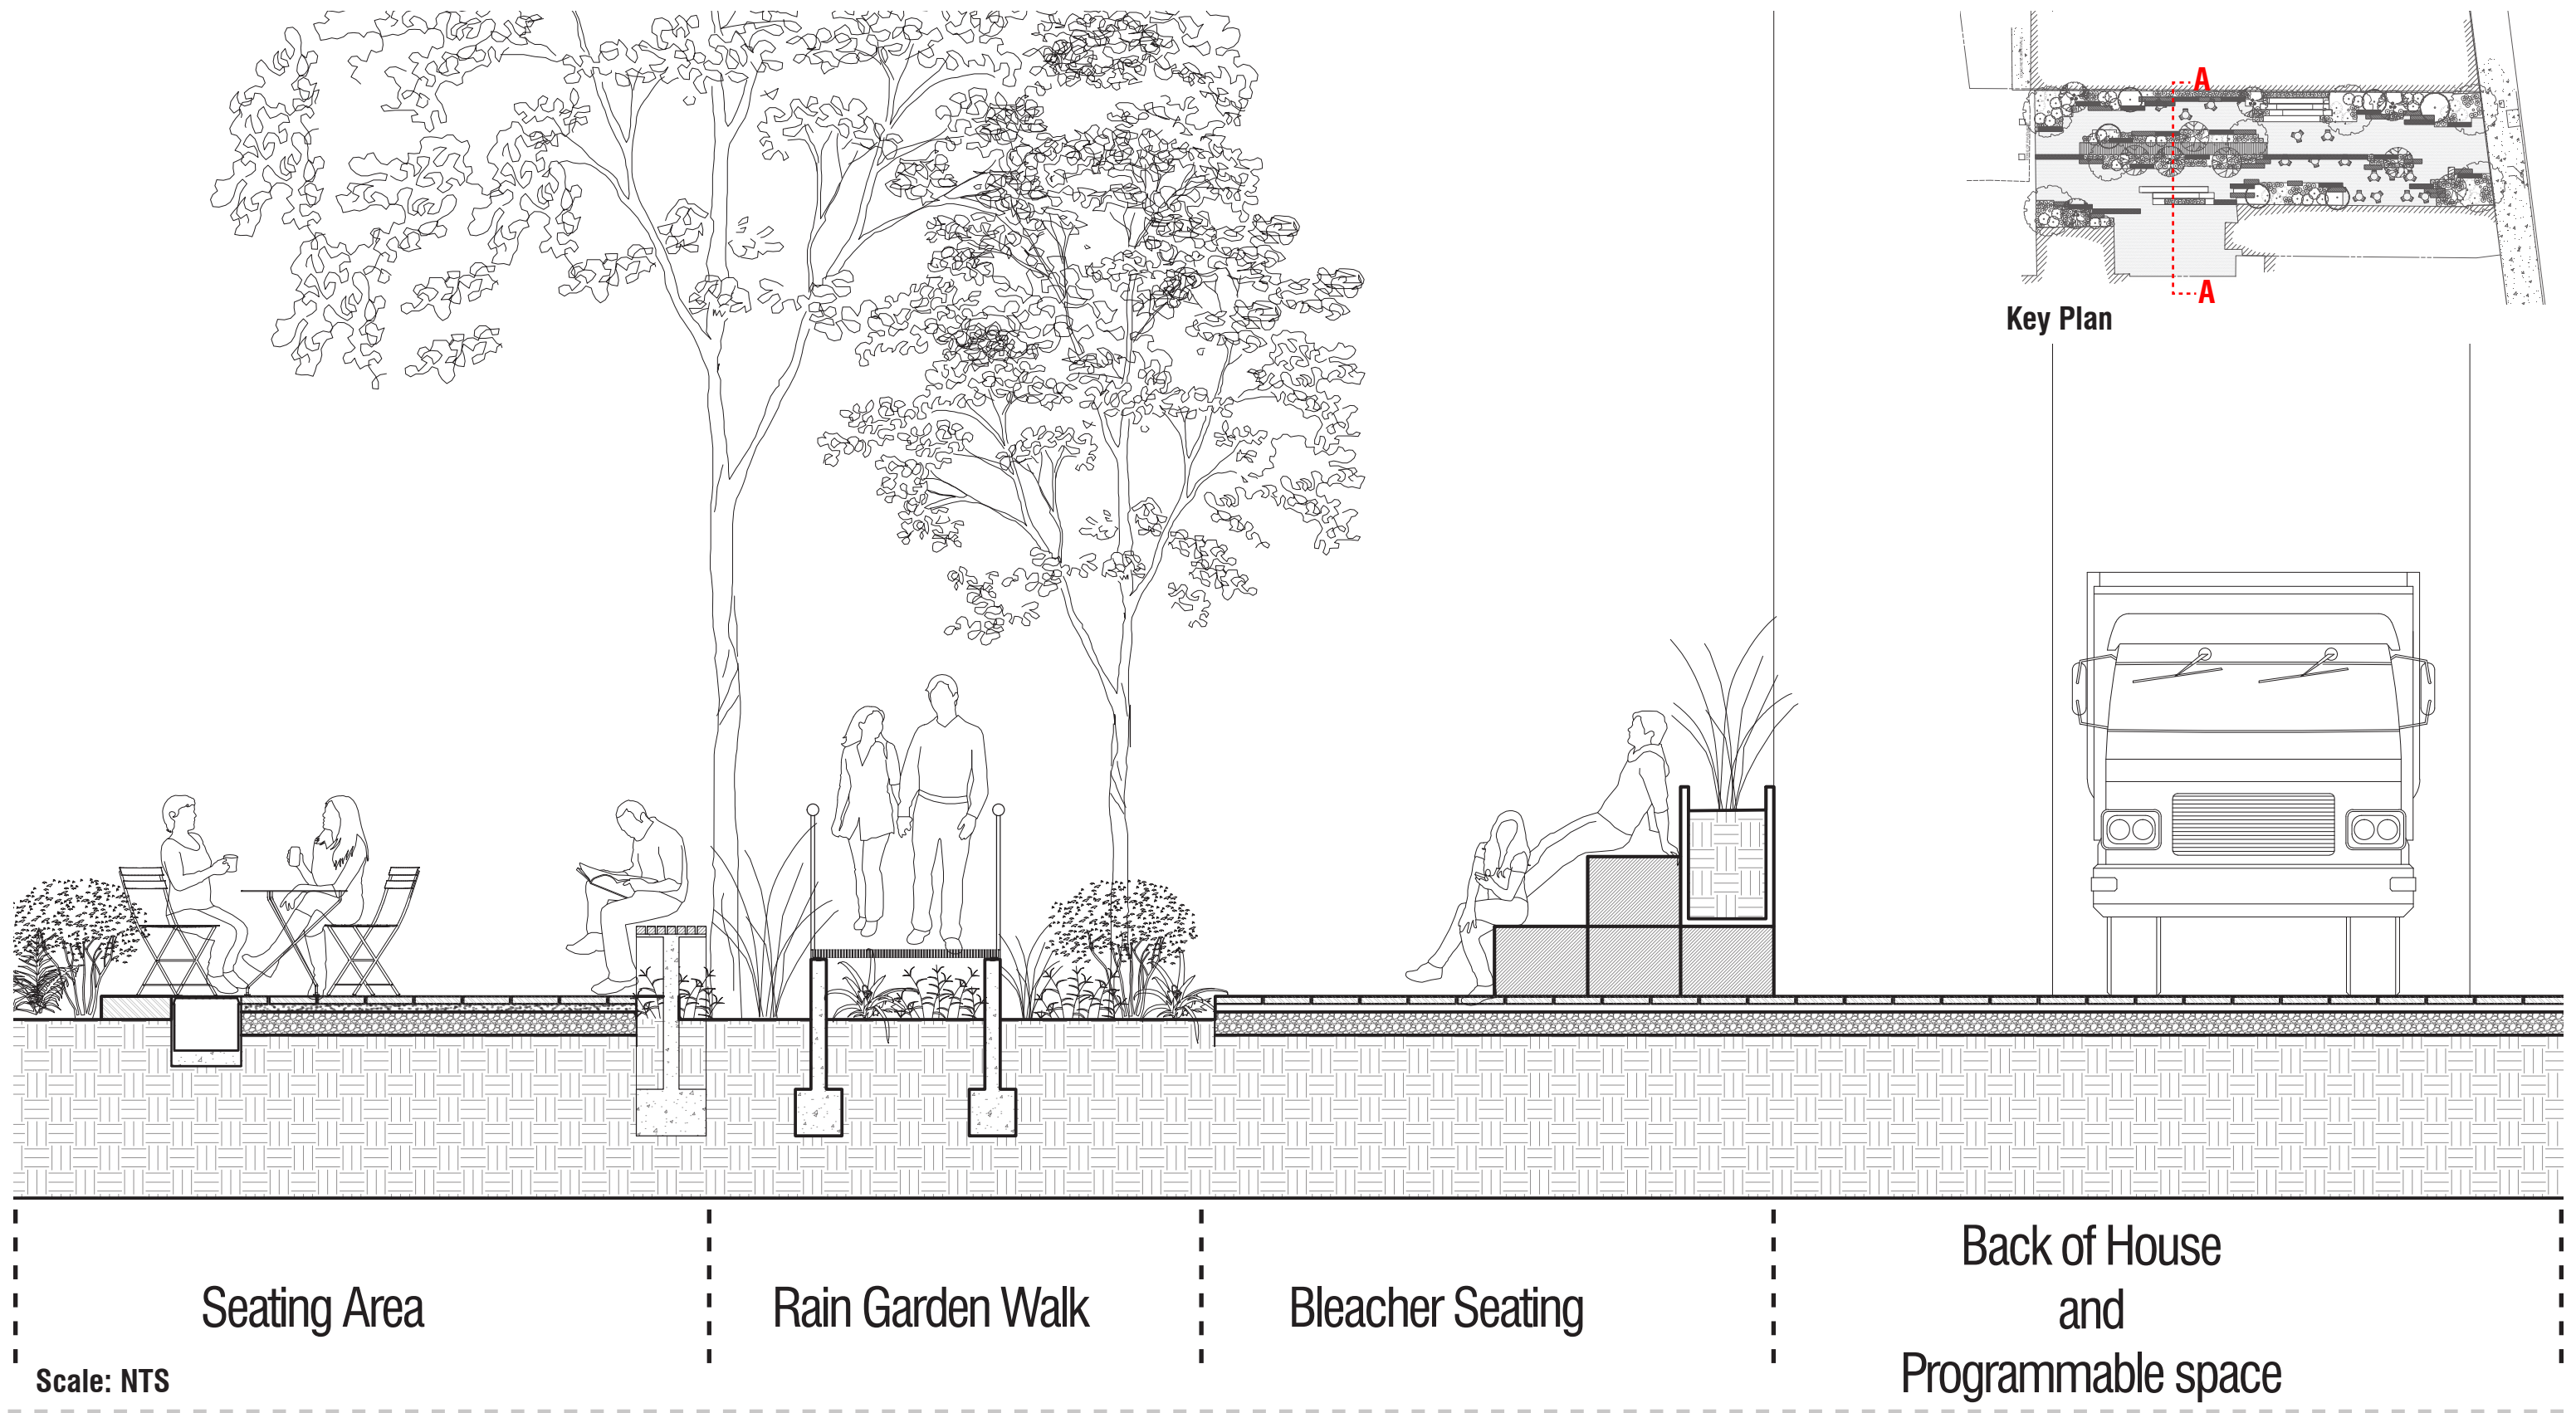 A
A
Key Plan
Seating Area
Rain Garden Walk
Bleacher Seating
Back of House
and
Programmable space
Scale: NTS